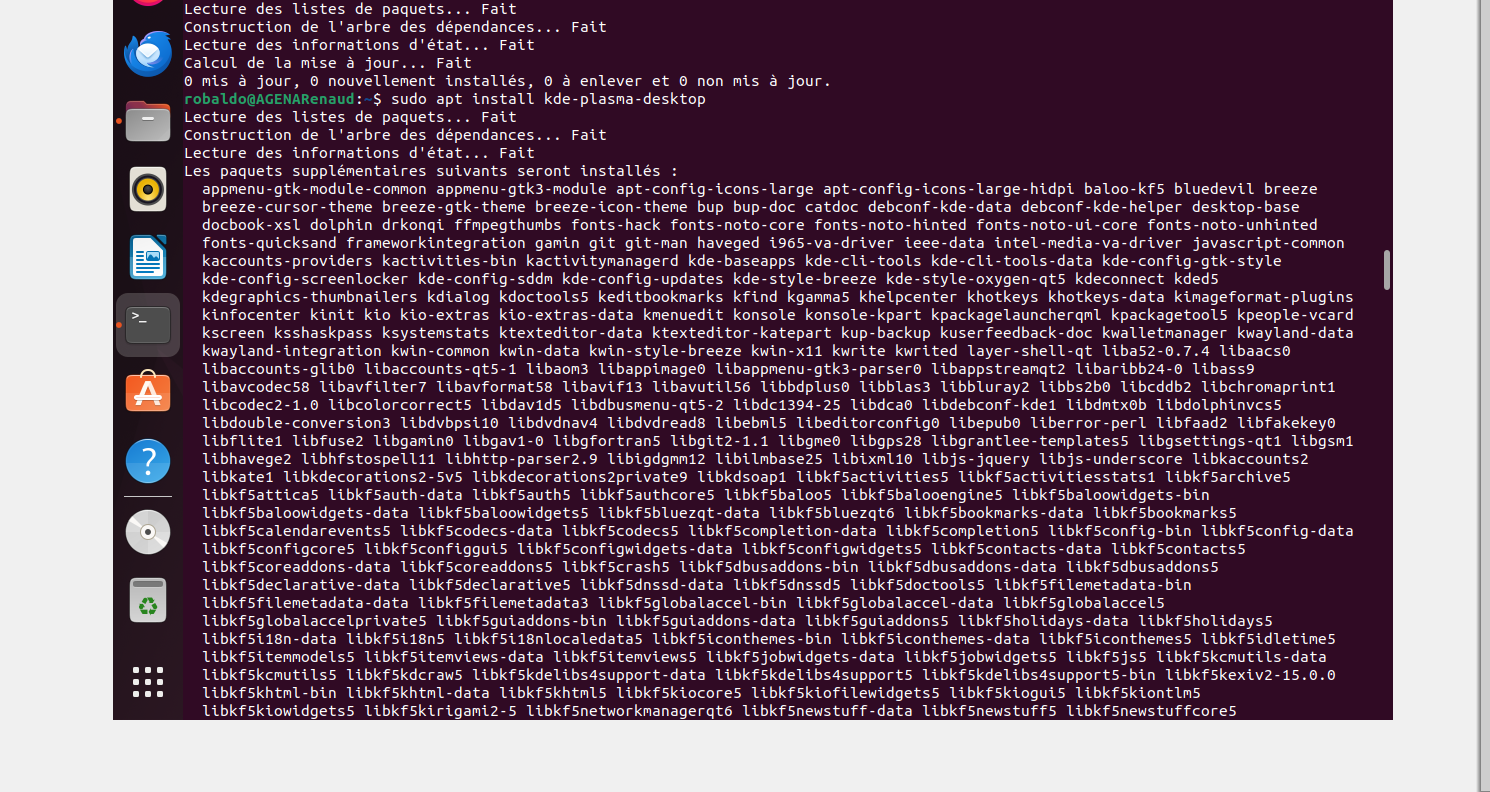 Lecture des listes de paquets... Fait
Construction de l'arbre des dépendances... Fait
Lecture des informations d'état... Fait
Calcul de la mise à jour... Fait
0 mis à jour, 0 nouvellement installés, 0 à enlever et 0 non mis à jour.
robaldo@AGENARenaud:~$ sudo apt install kde-plasma-desktop
Lecture des listes de paquets... Fait
Construction de l'arbre des dépendances... Fait
Lecture des informations d'état... Fait
Les paquets supplémentaires suivants seront installés :
appmenu-gtk-module-common appmenu-gtk3-module apt-config-icons-large apt-config-icons-large-hidpi baloo-kf5 bluedevil breeze
breeze-cursor-theme breeze-gtk-theme breeze-icon-theme bup bup-doc catdoc debconf-kde-data debconf-kde-helper desktop-base
docbook-xsl dolphin drkonqi ffmpegthumbs fonts-hack fonts-noto-core fonts-noto-hinted fonts-noto-ui-core fonts-noto-unhinted
fonts-quicksand frameworkintegration gamin git git-man haveged i965-va-driver ieee-data intel-media-va-driver javascript-common
kaccounts-providers kactivities-bin kactivitymanagerd kde-baseapps kde-cli-tools kde-cli-tools-data kde-config-gtk-style
kde-config-screenlocker kde-config-sddm kde-config-updates kde-style-breeze kde-style-oxygen-qt5 kdeconnect kded5
kdegraphics-thumbnailers kdialog kdoctools5 keditbookmarks kfind kgamma5 khelpcenter khotkeys khotkeys-data kimageformat-plugins
kinfocenter kinit kio kio-extras kio-extras-data kmenuedit konsole konsole-kpart kpackagelauncherqml kpackagetool5 kpeople-vcard
kscreen ksshaskpass ksystemstats ktexteditor-data ktexteditor-katepart kup-backup kuserfeedback-doc kwalletmanager kwayland-data
kwayland-integration kwin-common kwin-data kwin-style-breeze kwin-x11 kwrite kwrited layer-shell-qt liba52-0.7.4 libaacs0
libaccounts-glib0 libaccounts-qt5-1 libaom3 libappimage0 libappmenu-gtk3-parser0 libappstreamqt2 libaribb24-0 libass9
libavcodec58 libavfilter7 libavformat58 libavif13 libavutil56 libbdplus0 libblas3 libbluray2 libbs2b0 libcddb2 libchromaprint1
libcodec2-1.0 libcolorcorrect5 libdav1d5 libdbusmenu-qt5-2 libdc1394-25 libdca0 libdebconf-kde1 libdmtx0b libdolphinvcs5
libdouble-conversion3 libdvbpsi10 libdvdnav4 libdvdread8 libebml5 libeditorconfig0 libepub0 liberror-perl libfaad2 libfakekey0
libflite1 libfuse2 libgamin0 libgav1-0 libgfortran5 libgit2-1.1 libgme0 libgps28 libgrantlee-templates5 libgsettings-qt1 libgsm1
libhavege2 libhfstospell11 libhttp-parser2.9 libigdgmm12 libilmbase25 libixml10 libjs-jquery libjs-underscore libkaccounts2
libkate1 libkdecorations2-5v5 libkdecorations2private9 libkdsoap1 libkf5activities5 libkf5activitiesstats1 libkf5archive5
libkf5attica5 libkf5auth-data libkf5auth5 libkf5authcore5 libkf5baloo5 libkf5balooengine5 libkf5baloowidgets-bin
libkf5baloowidgets-data libkf5baloowidgets5 libkf5bluezqt-data libkf5bluezqt6 libkf5bookmarks-data libkf5bookmarks5
libkf5calendarevents5 libkf5codecs-data libkf5codecs5 libkf5completion-data libkf5completion5 libkf5config-bin libkf5config-data
libkf5configcore5 libkf5configgui5 libkf5configwidgets-data libkf5configwidgets5 libkf5contacts-data libkf5contacts5
libkf5coreaddons-data libkf5coreaddons5 libkf5crash5 libkf5dbusaddons-bin libkf5dbusaddons-data libkf5dbusaddons5
libkf5declarative-data libkf5declarative5 libkf5dnssd-data libkf5dnssd5 libkf5doctools5 libkf5filemetadata-bin
libkf5filemetadata-data libkf5filemetadata3 libkf5globalaccel-bin libkf5globalaccel-data libkf5globalaccel5
libkf5globalaccelprivate5 libkf5guiaddons-bin libkf5guiaddons-data libkf5guiaddons5 libkf5holidays-data libkf5holidays5
libkf5i18n-data libkf5i18n5 libkf5i18nlocaledata5 libkf5iconthemes-bin libkf5iconthemes-data libkf5iconthemes5 libkf5idletime5
libkf5itemmodels5 libkf5itemviews-data libkf5itemviews5 libkf5jobwidgets-data libkf5jobwidgets5 libkf5js5 libkf5kcmutils-data
libkf5kcmutils5 libkf5kdcraw5 libkf5kdelibs4support-data libkf5kdelibs4support5 libkf5kdelibs4support5-bin libkf5kexiv2-15.0.0
libkf5khtml-bin libkf5khtml-data libkf5khtml5 libkf5kiocore5 libkf5kiofilewidgets5 libkf5kiogui5 libkf5kiontlm5
libkf5kiowidgets5 libkf5kirigami2-5 libkf5networkmanagerqt6 libkf5newstuff-data libkf5newstuff5 libkf5newstuffcore5